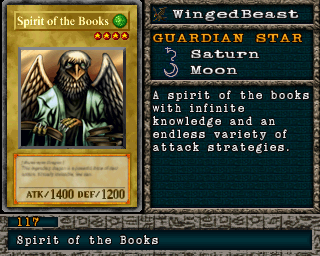 Spirit of the Books
WingedBeast
GUARDIAN STAR
Saturn
Moon
A spirit of the books
with infinite
knowledge and an
endless variety of
attack strategies.
ATK/1400 DEF/1200
117
Spirit of the Books